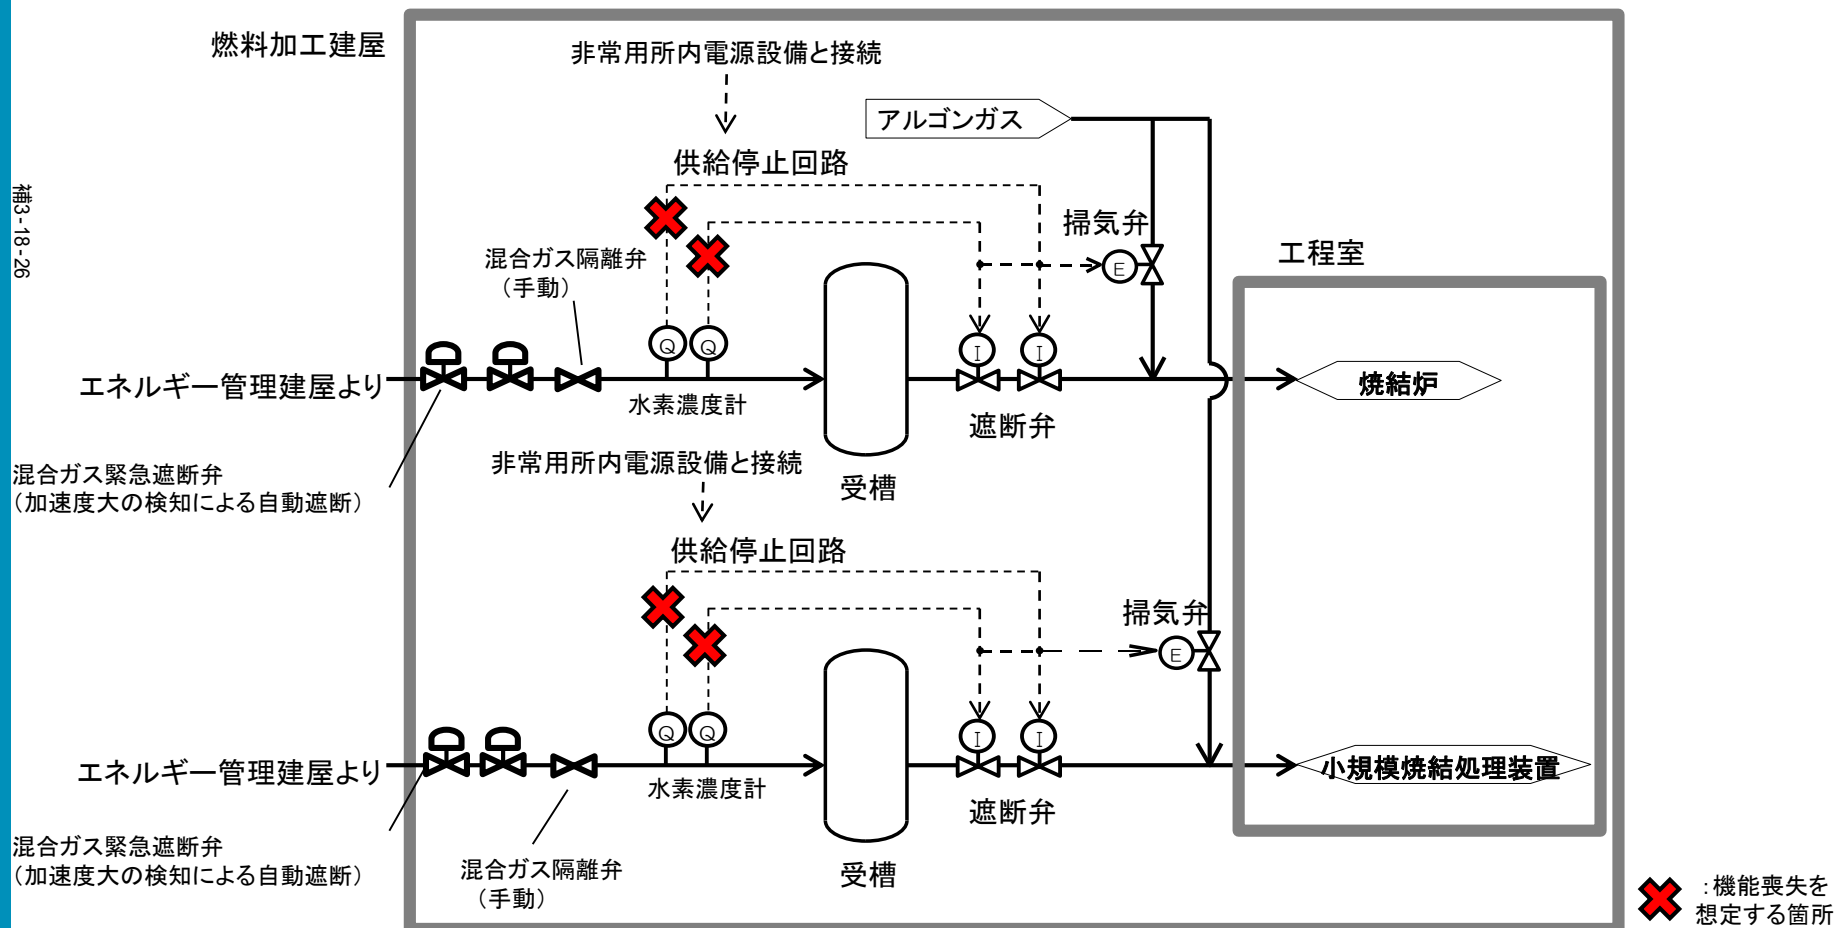 燃料加工建屋
非常用所内電源設備と接続
アルゴンガス
供給停止回路
補3-18-26
掃気弁
混合ガス隔離弁
（手動）
工程室
E
Q
Q
I
I
エネルギー管理建屋より
水素濃度計
遮断弁
焼結炉
混合ガス緊急遮断弁
（加速度大の検知による自動遮断）
非常用所内電源設備と接続
受槽
供給停止回路
掃気弁
E
Q
Q
I
I
エネルギー管理建屋より
水素濃度計
遮断弁
小規模焼結処理装置
混合ガス緊急遮断弁
（加速度大の検知による自動遮断）
混合ガス隔離弁
（手動）
受槽
：機能喪失を
想定する箇所